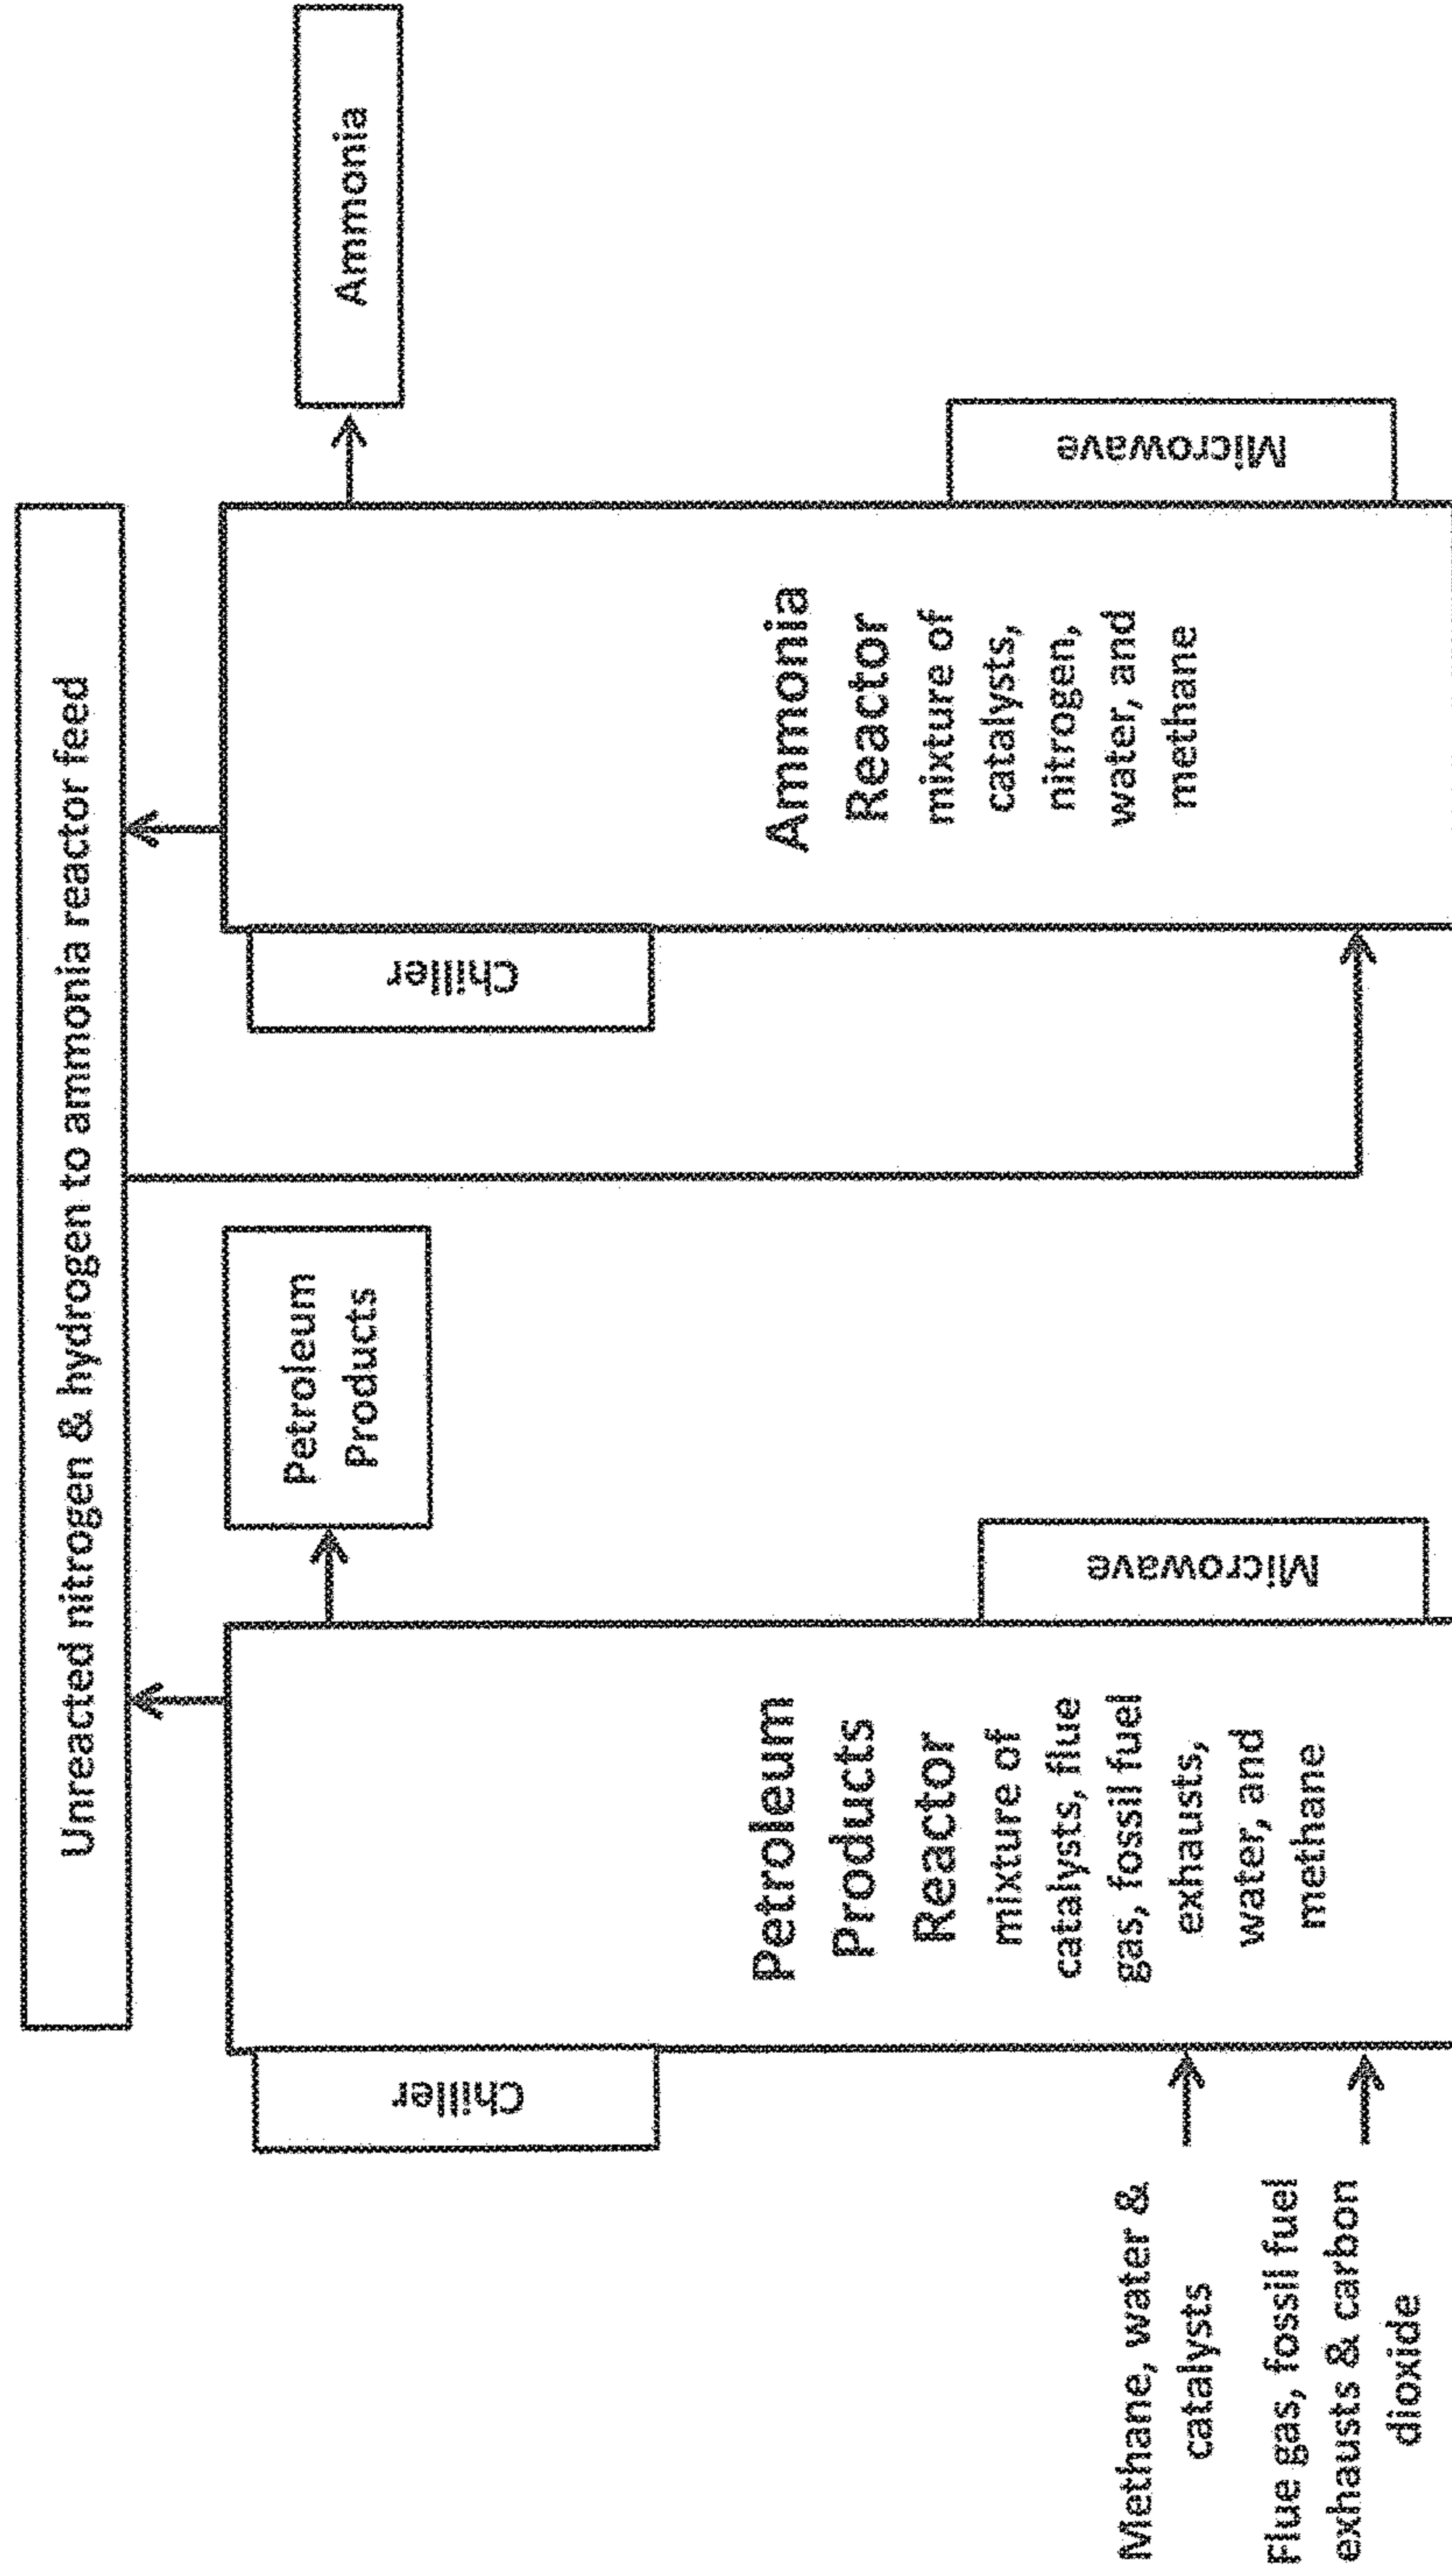 Unreacted nitrogen & hydrogen to ammonia reactor feed
Chiller
Petroleum
Products
Reactor
mixture of
catalysts, flue
gas, fossil fuel
exhausts,
water, and
methane
Microwave
Petroleum
Products
Methane, water &
catalysts
Flue gas, fossil fuel
exhausts & carbon
dioxide
Chiller
Ammonia
Reactor
mixture of
catalysts,
nitrogen,
water, and
methane
Microwave
Ammonia